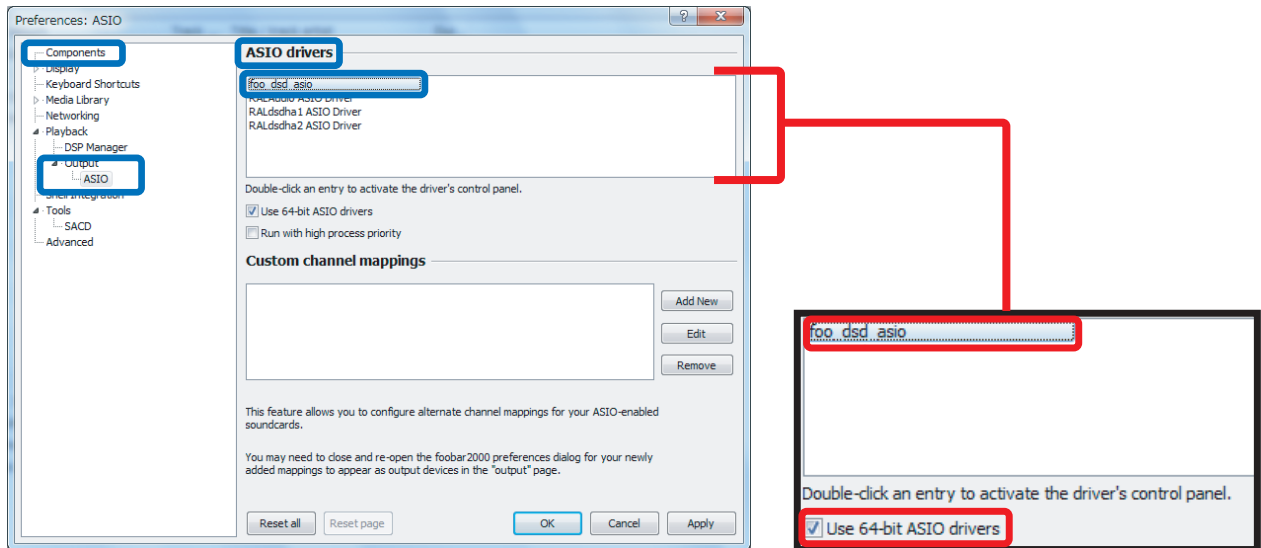 Preferences: ASIO
Components
Display
Keyboard Shortcuts
Media Library
Networking
Playback
DSP Manager
Output
ASIO
Shell Integration
Tools
SACD
Advanced
ASIO drivers
foo_dsd_asio
RALAudio ASIO Driver
RALdsdha1 ASIO Driver
RALdsdha2 ASIO Driver
Double-click an entry to activate the driver's control panel.
Use 64-bit ASIO drivers
Run with high process priority
Custom channel mappings
Add New
Edit
Remove
This feature allows you to configure alternate channel mappings for your ASIO-enabled
soundcards.
You may need to close and re-open the foobar2000 preferences dialog for your newly
added mappings to appear as output devices in the "output" page.
Reset all
Reset page
OK
Cancel
Apply
foo_dsd_asio
Double-click an entry to activate the driver's control panel.
Use 64-bit ASIO drivers